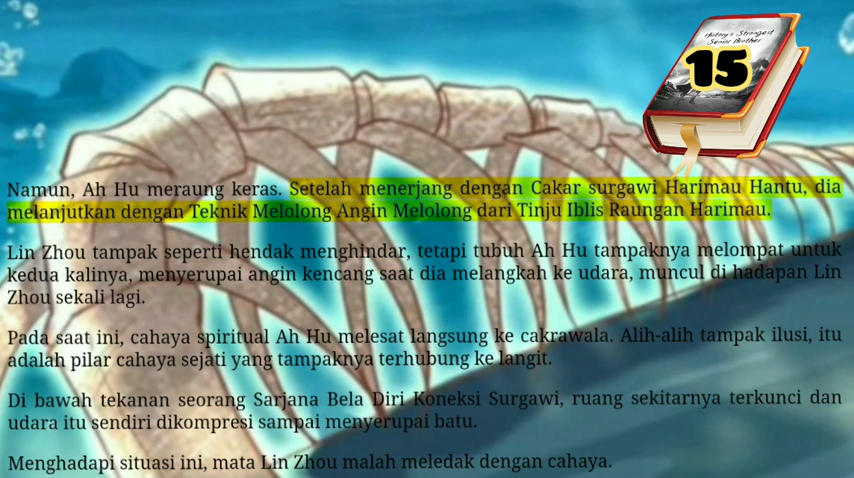 History's Strongest
Senior Brother
15
Namun, Ah Hu meraung keras. Setelah menerjang dengan Cakar surgawi Harimau Hantu, dia
melanjutkan dengan Teknik Melolong Angin Melolong dari Tinju Iblis Raungan Harimau.
Lin Zhou tampak seperti hendak menghindar, tetapi tubuh Ah Hu tampaknya melompat untuk
kedua kalinya, menyerupai angin kencang saat dia melangkah ke udara, muncul di hadapan Lin
Zhou sekali lagi.
Pada saat ini, cahaya spiritual Ah Hu melesat langsung ke cakrawala. Alih-alih tampak ilusi, itu
adalah pilar cahaya sejati yang tampaknya terhubung ke langit.
Di bawah tekanan seorang Sarjana Bela Diri Koneksi Surgawi, ruang sekitarnya terkunci dan
udara itu sendiri dikompresi sampai menyerupai batu.
Menghadapi situasi ini, mata Lin Zhou malah meledak dengan cahaya.